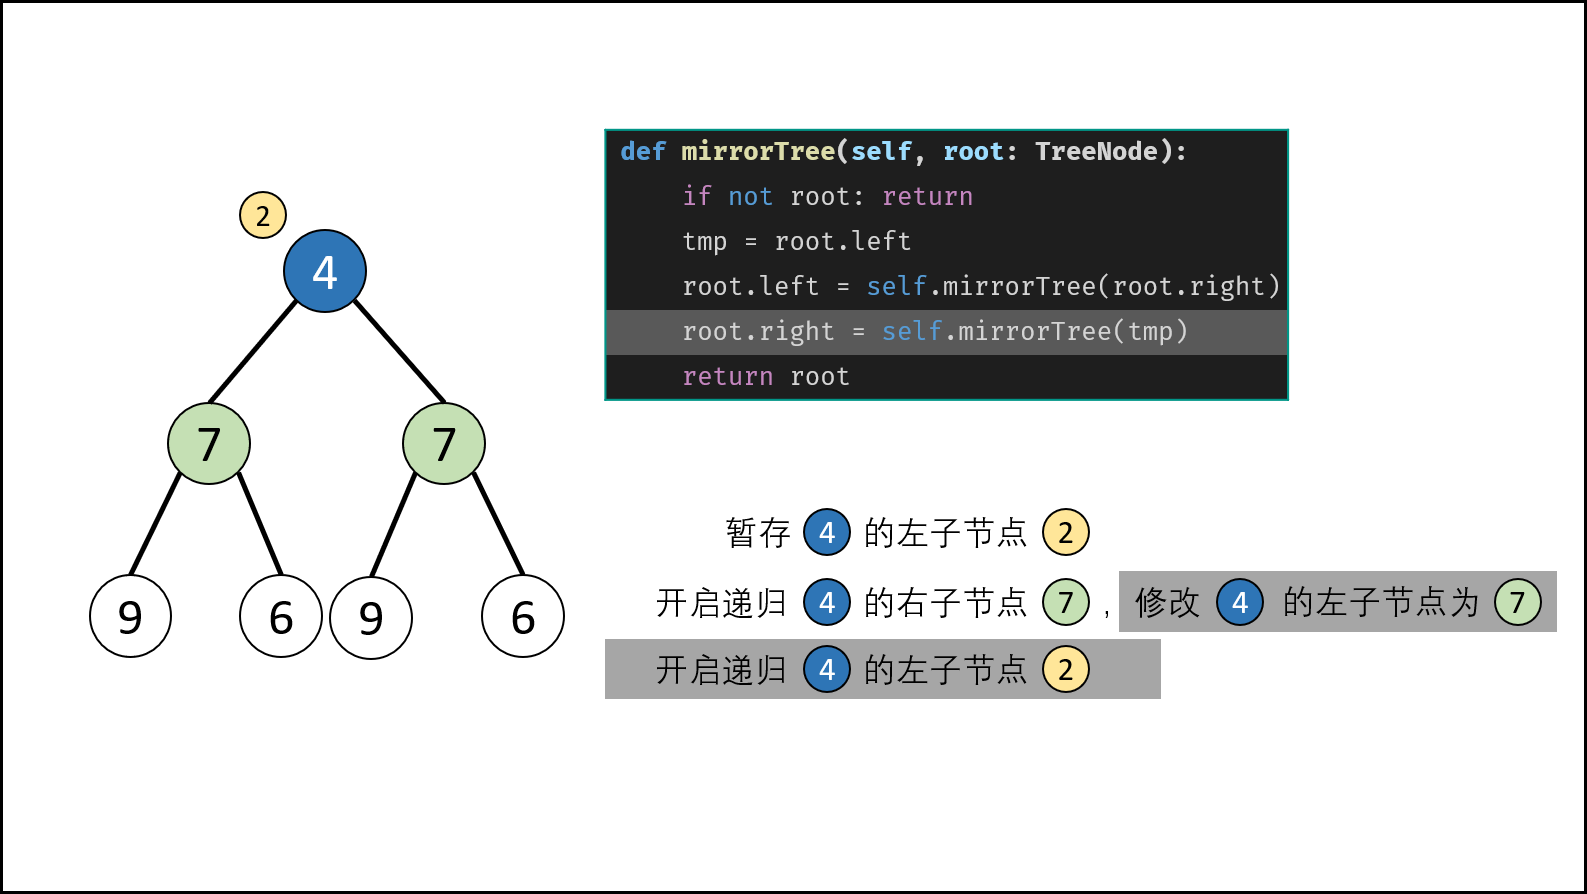 def mirrorTree(self, root: TreeNode):
if not root: return
tmp = root.left
root.left = self.mirrorTree(root.right)
root.right = self.mirrorTree(tmp)
return root
2
4
7 7
9 6 9 6
暂存 4 的左子节点 2
开启递归 4 的右子节点 7 , 修改 4 的左子节点为 7
开启递归 4 的左子节点 2